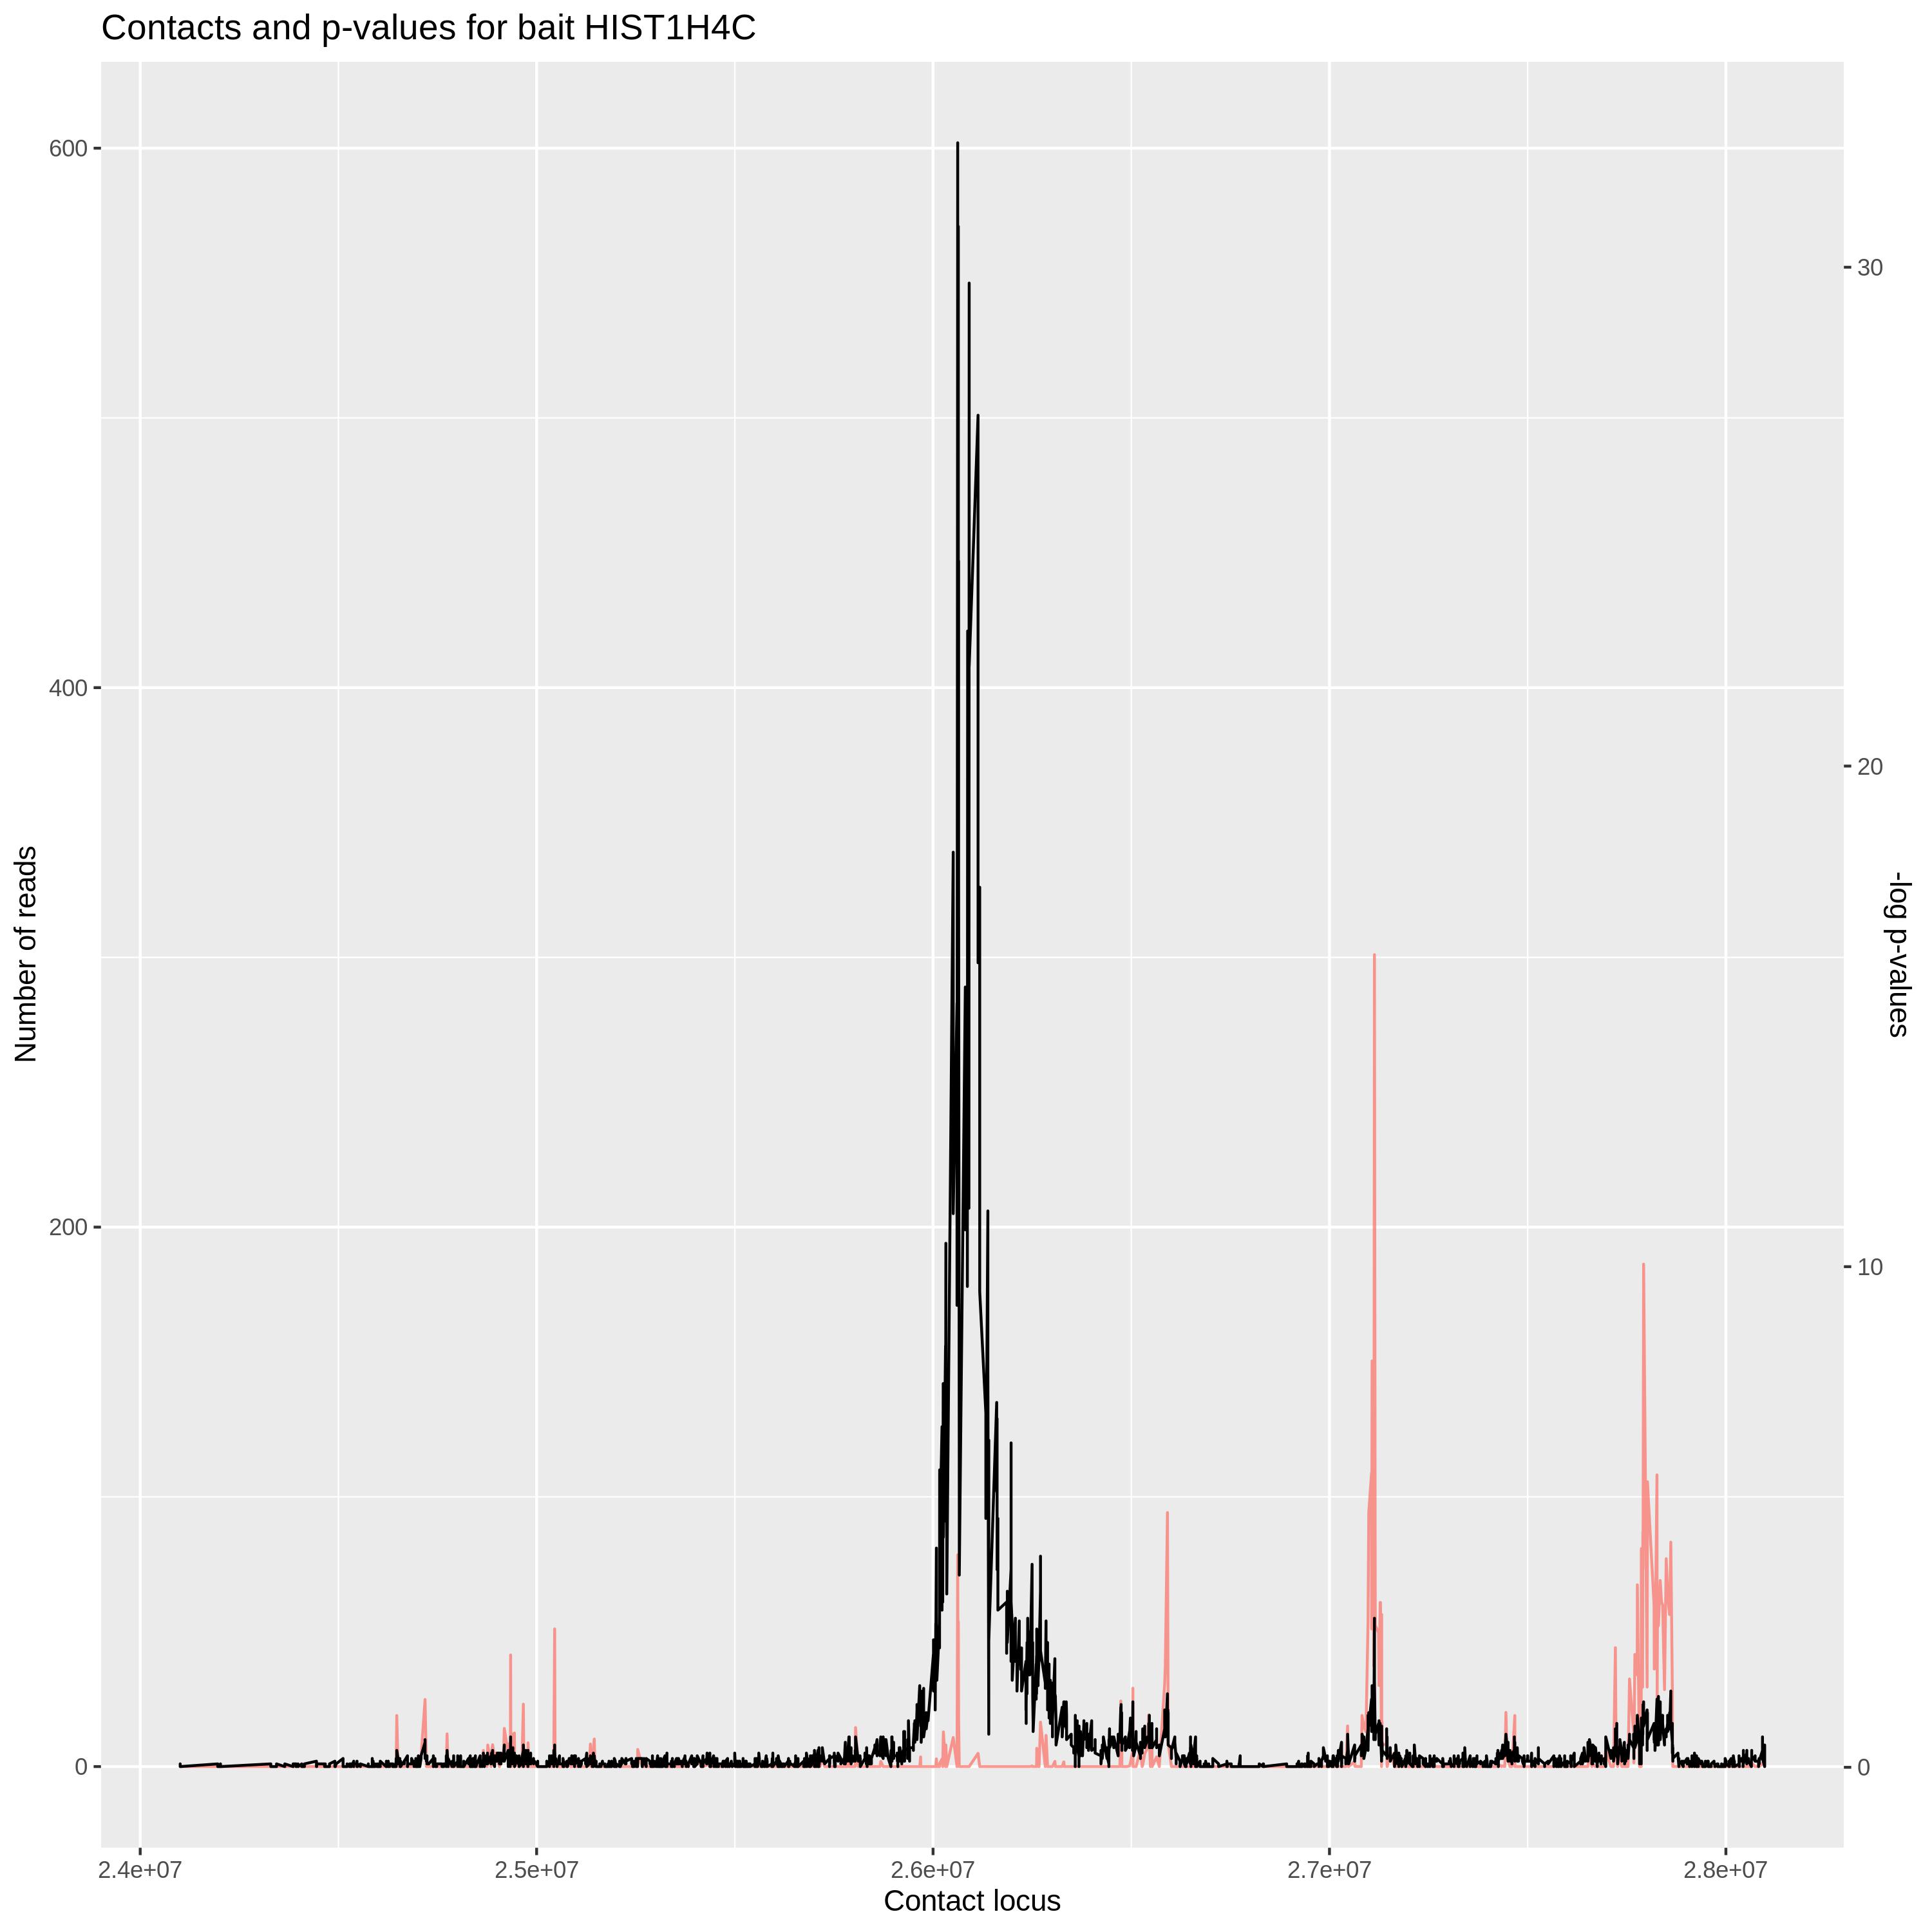 Contacts and p-values for bait HIST1H4C
600
400
200
0
Number of reads
30
20
10
0
-log p-values
2.4e+07
2.5e+07
2.6e+07
2.7e+07
2.8e+07
Contact locus